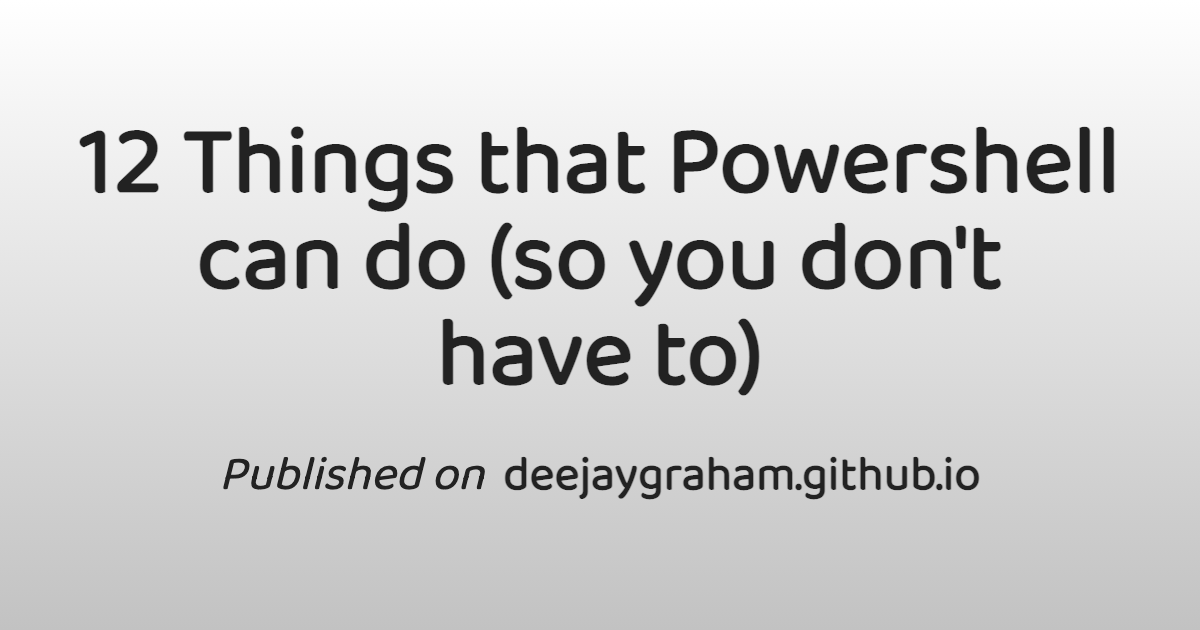 12 Things that Powershell
can do (so you don't
have to)
Published on deejaygraham.github.io